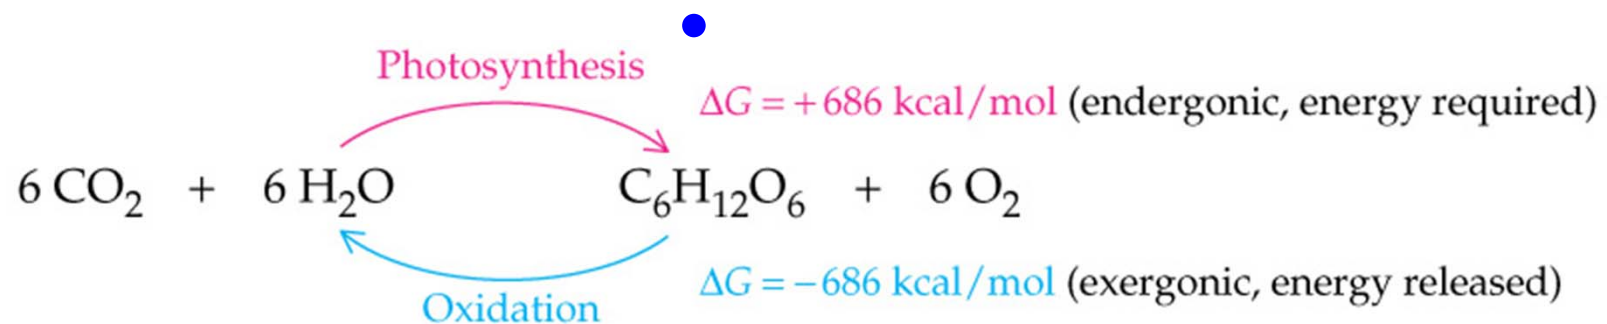 Photosynthesis
ΔG = +686 kcal/mol (endergonic, energy required)
6 CO₂ + 6 H₂O C₆H₁₂O₆ + 6 O₂
ΔG = −686 kcal/mol (exergonic, energy released)
Oxidation